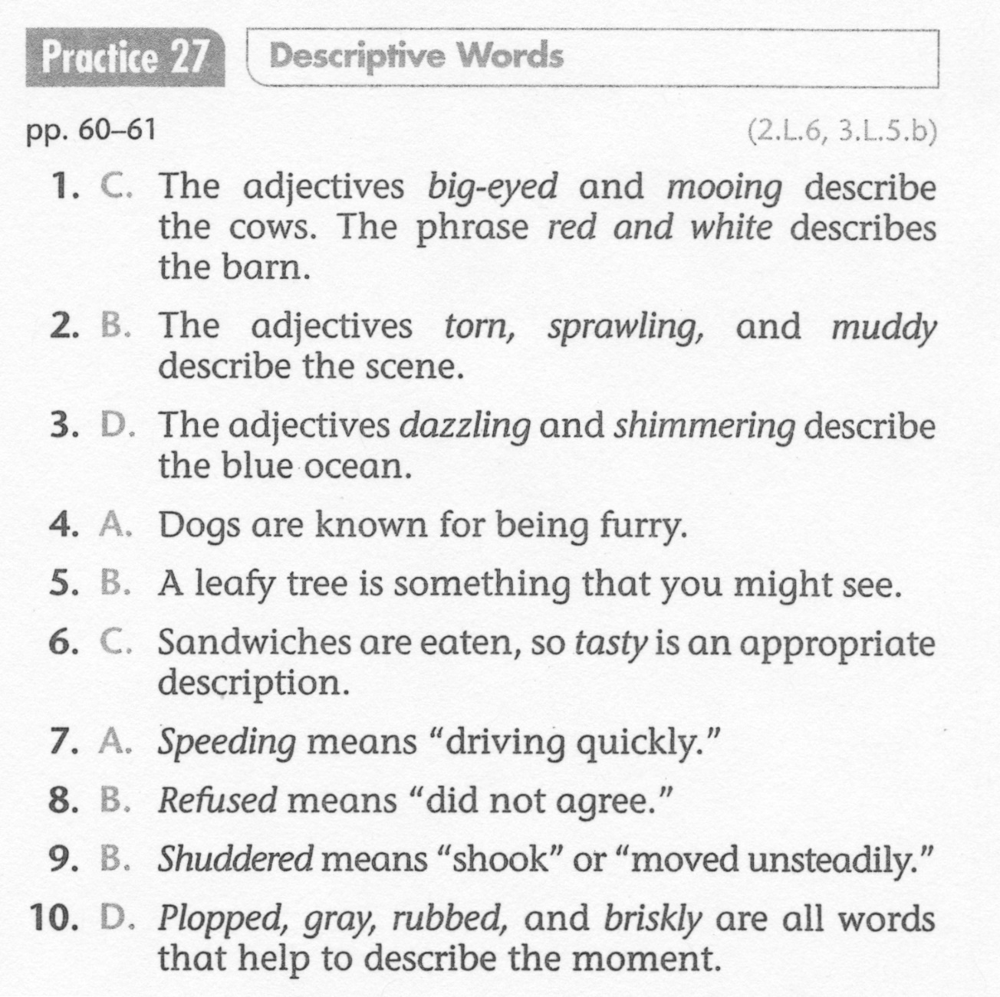 Practice 27 Descriptive Words
pp. 60–61 (2.L.6, 3.L.5.b)
1. C. The adjectives big-eyed and mooing describe
the cows. The phrase red and white describes
the barn.
2. B. The adjectives torn, sprawling, and muddy
describe the scene.
3. D. The adjectives dazzling and shimmering describe
the blue ocean.
4. A. Dogs are known for being furry.
5. B. A leafy tree is something that you might see.
6. C. Sandwiches are eaten, so tasty is an appropriate
description.
7. A. Speeding means “driving quickly.”
8. B. Refused means “did not agree.”
9. B. Shuddered means “shook” or “moved unsteadily.”
10. D. Plopped, gray, rubbed, and briskly are all words
that help to describe the moment.